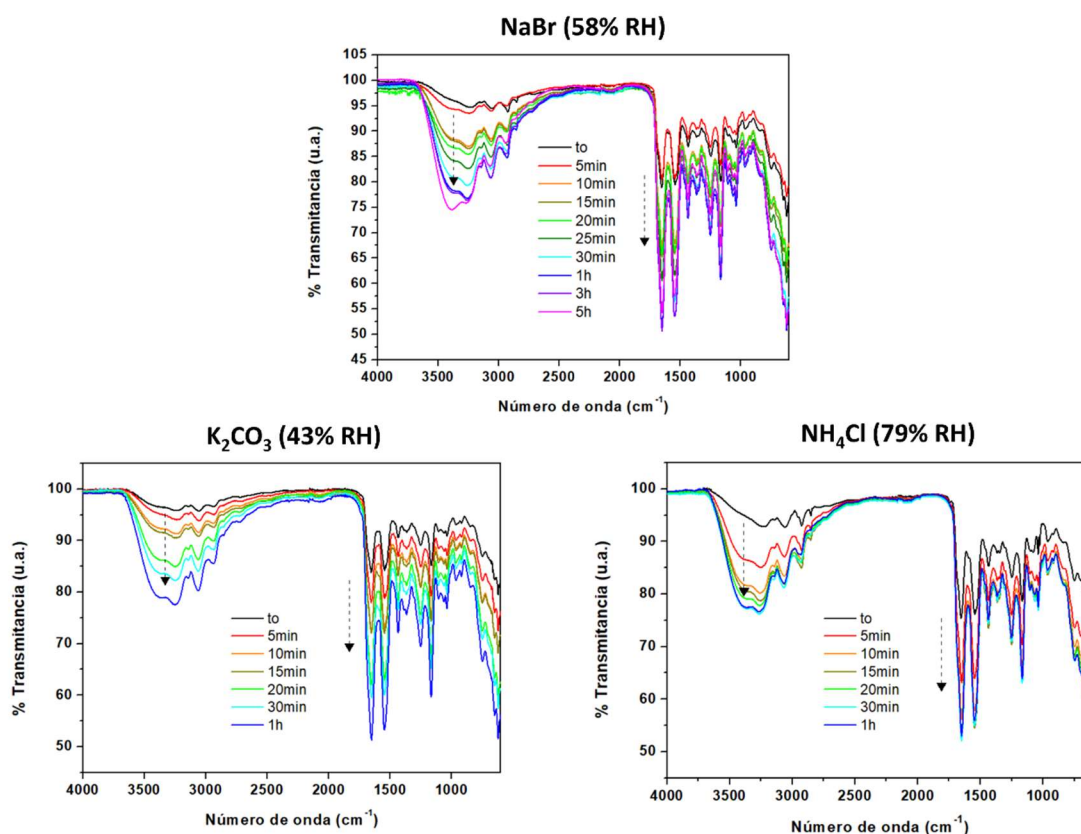 NaBr (58% RH)
105
100
95
90
85
80
75
70
65
60
55
50
45
% Transmitancia (u.a.)
to
5min
10min
15min
20min
25min
30min
1h
3h
5h
4000 3500 3000 2500 2000 1500 1000
Número de onda (cm⁻¹)
K₂CO₃ (43% RH)
100
90
80
70
60
50
% Transmitancia (u.a.)
to
5min
10min
15min
20min
30min
1h
4000 3500 3000 2500 2000 1500 1000
Número de onda (cm⁻¹)
NH₄Cl (79% RH)
100
90
80
70
60
50
% Transmitancia (u.a.)
to
5min
10min
15min
20min
30min
1h
4000 3500 3000 2500 2000 1500 1000
Número de onda (cm⁻¹)